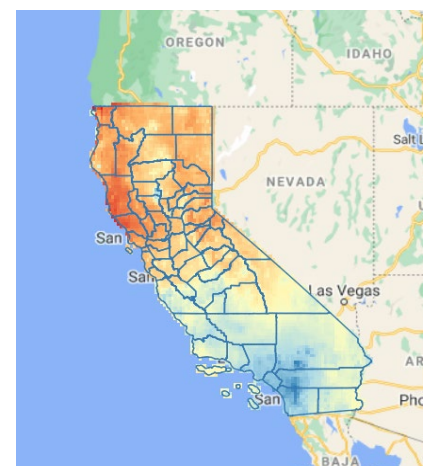 OREGON
IDAHO
Salt L
NEVADA
San
San
Las Vegas
AR
San
Pho
BAJA